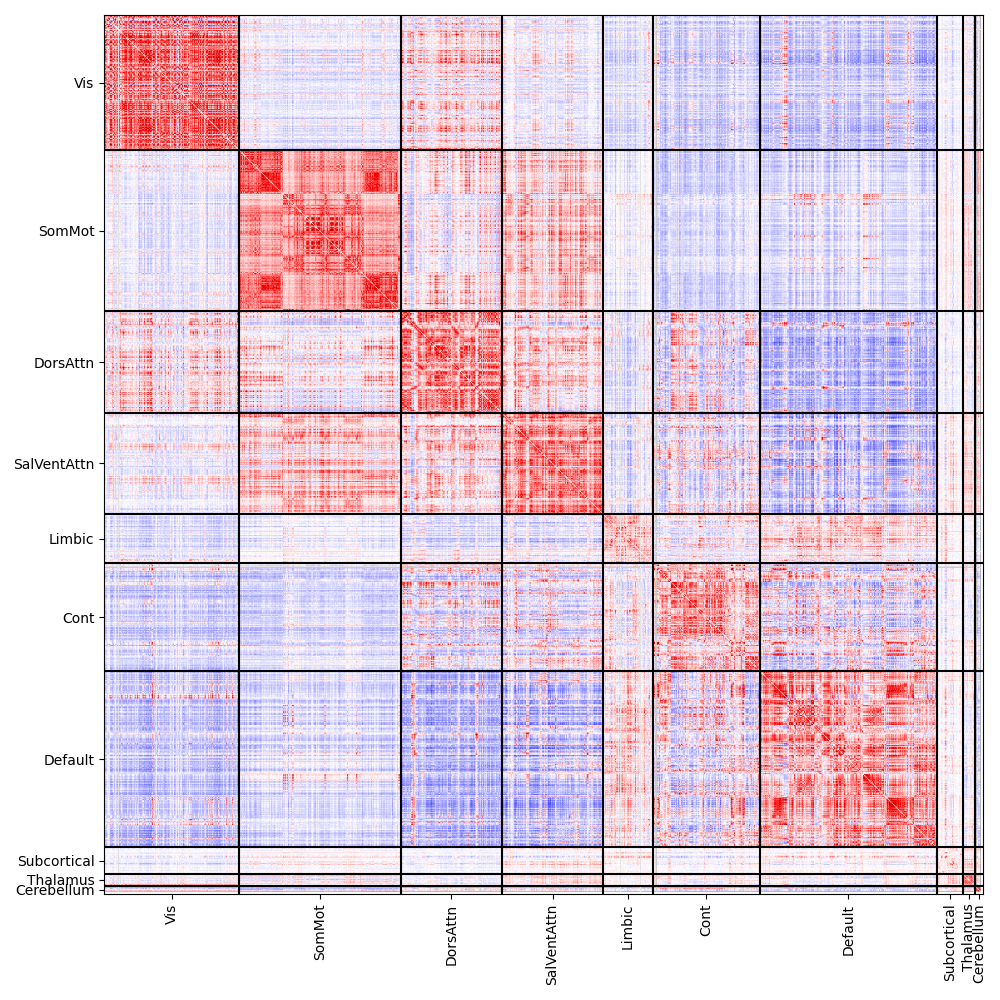 Vis
SomMot
DorsAttn
SalVentAttn
Limbic
Cont
Default
Subcortical
Thalamus
Cerebellum
Vis
SomMot
DorsAttn
SalVentAttn
Limbic
Cont
Default
Subcortical
Thalamus
Cerebellum